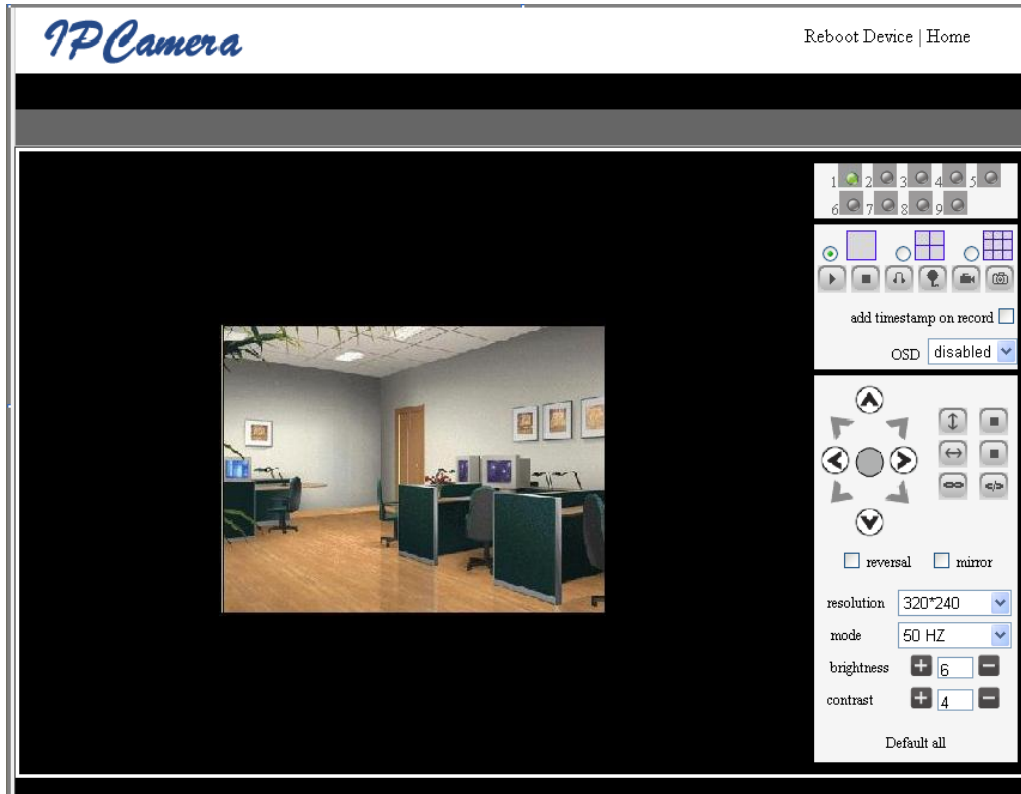 IPCamera
Reboot Device | Home
1 2 3 4 5
6 7 8 9
add timestamp on record
OSD disabled
reversal mirror
resolution 320*240
mode 50 HZ
brightness + 6 −
contrast + 4 −
Default all